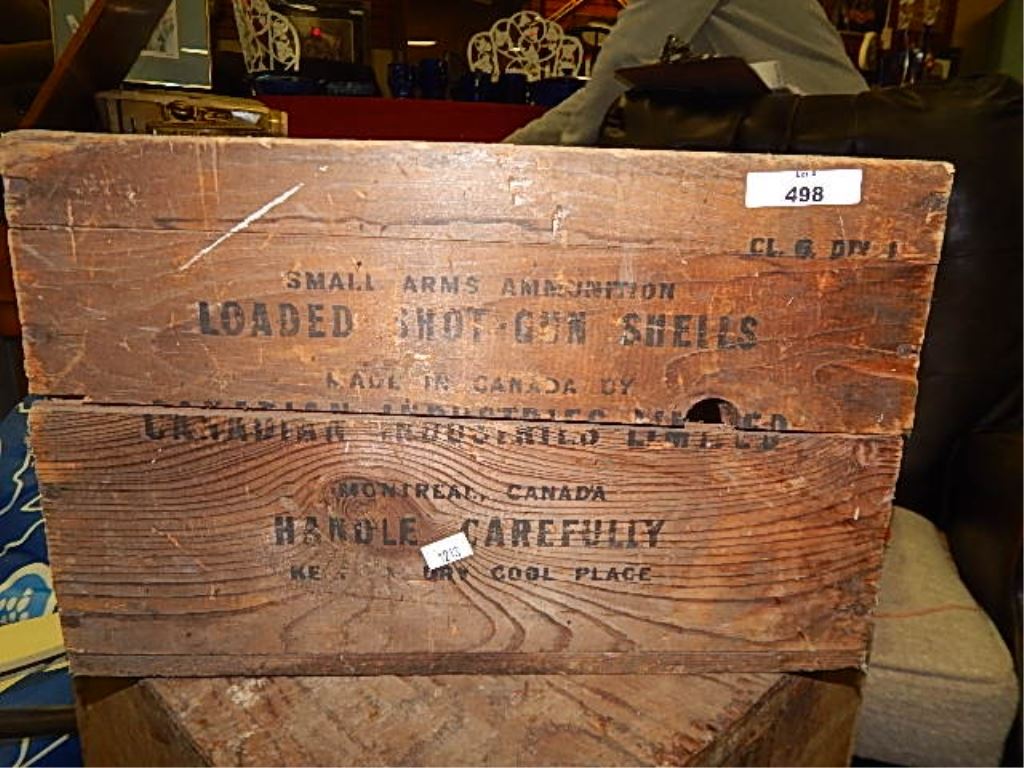 Lot #
498
CL. 6. DIV 1
SMALL ARMS AMMUNITION
LOADED SHOT-GUN SHELLS
MADE IN CANADA BY
CANADIAN INDUSTRIES LIMITED
MONTREAL, CANADA
HANDLE CAREFULLY
DRY COOL PLACE